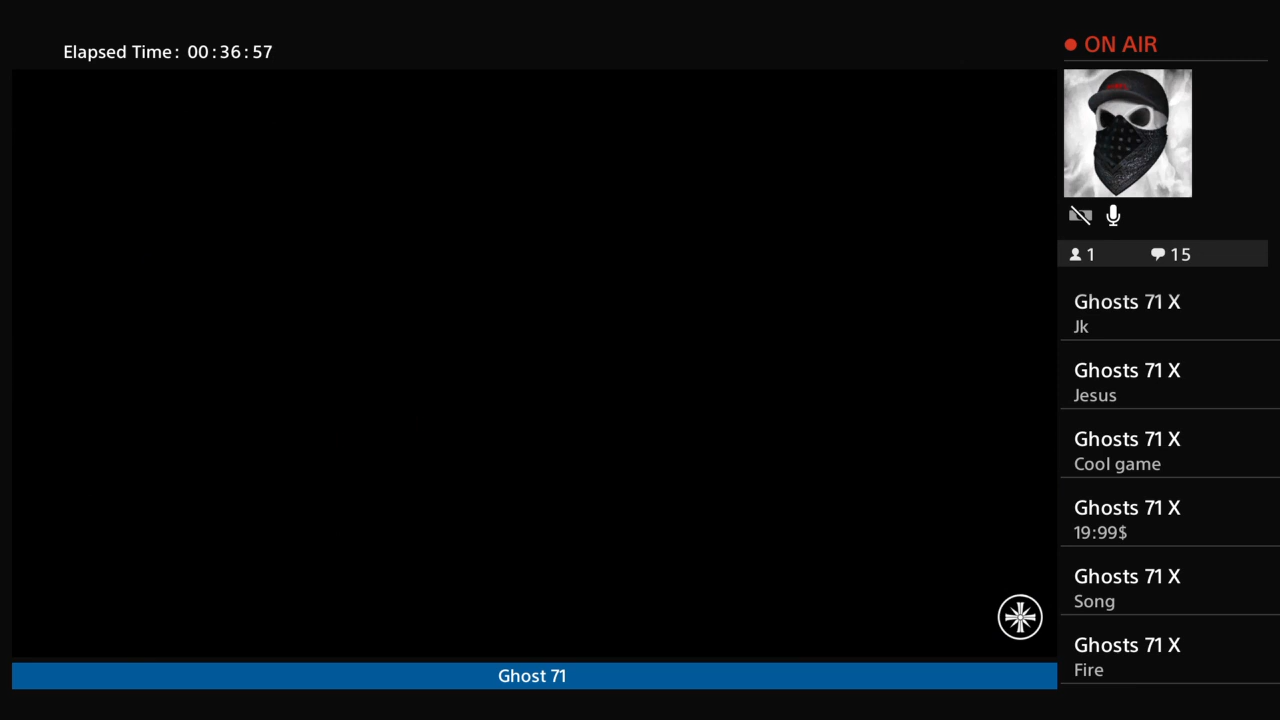 Elapsed Time: 00:36:57
ON AIR
1 15
Ghosts 71 X
Jk
Ghosts 71 X
Jesus
Ghosts 71 X
Cool game
Ghosts 71 X
19:99$
Ghosts 71 X
Song
Ghosts 71 X
Fire
Ghost 71